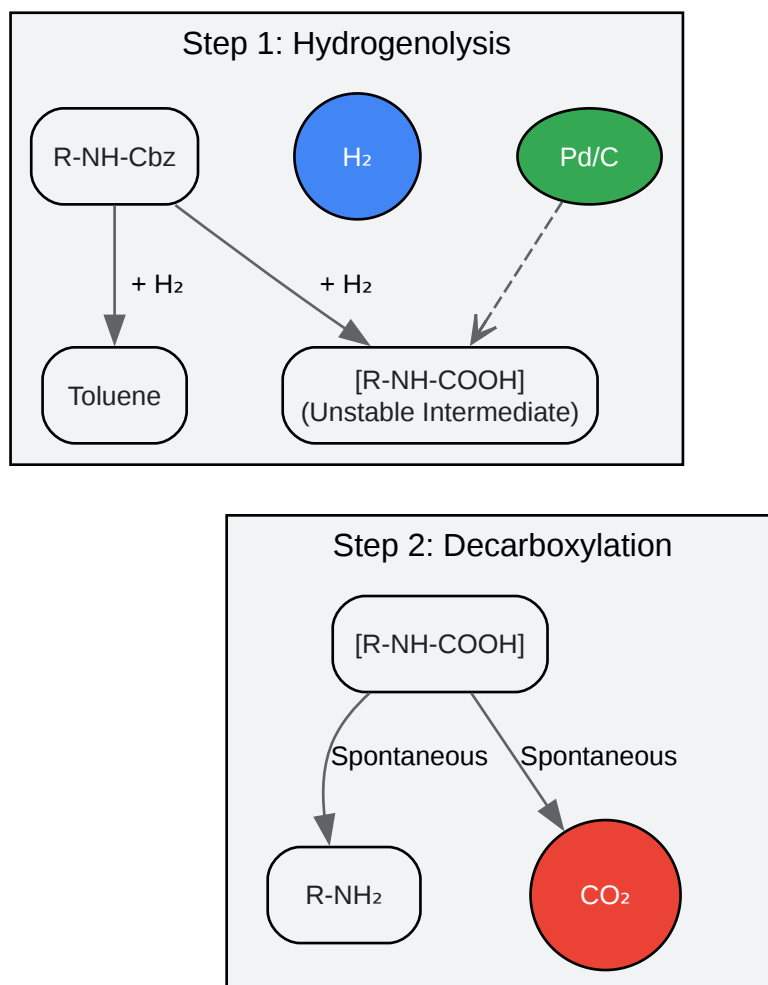 Step 1: Hydrogenolysis
R-NH-Cbz
H₂
Pd/C
+ H₂
+ H₂
Toluene
[R-NH-COOH]
(Unstable Intermediate)
Step 2: Decarboxylation
[R-NH-COOH]
Spontaneous
Spontaneous
R-NH₂
CO₂